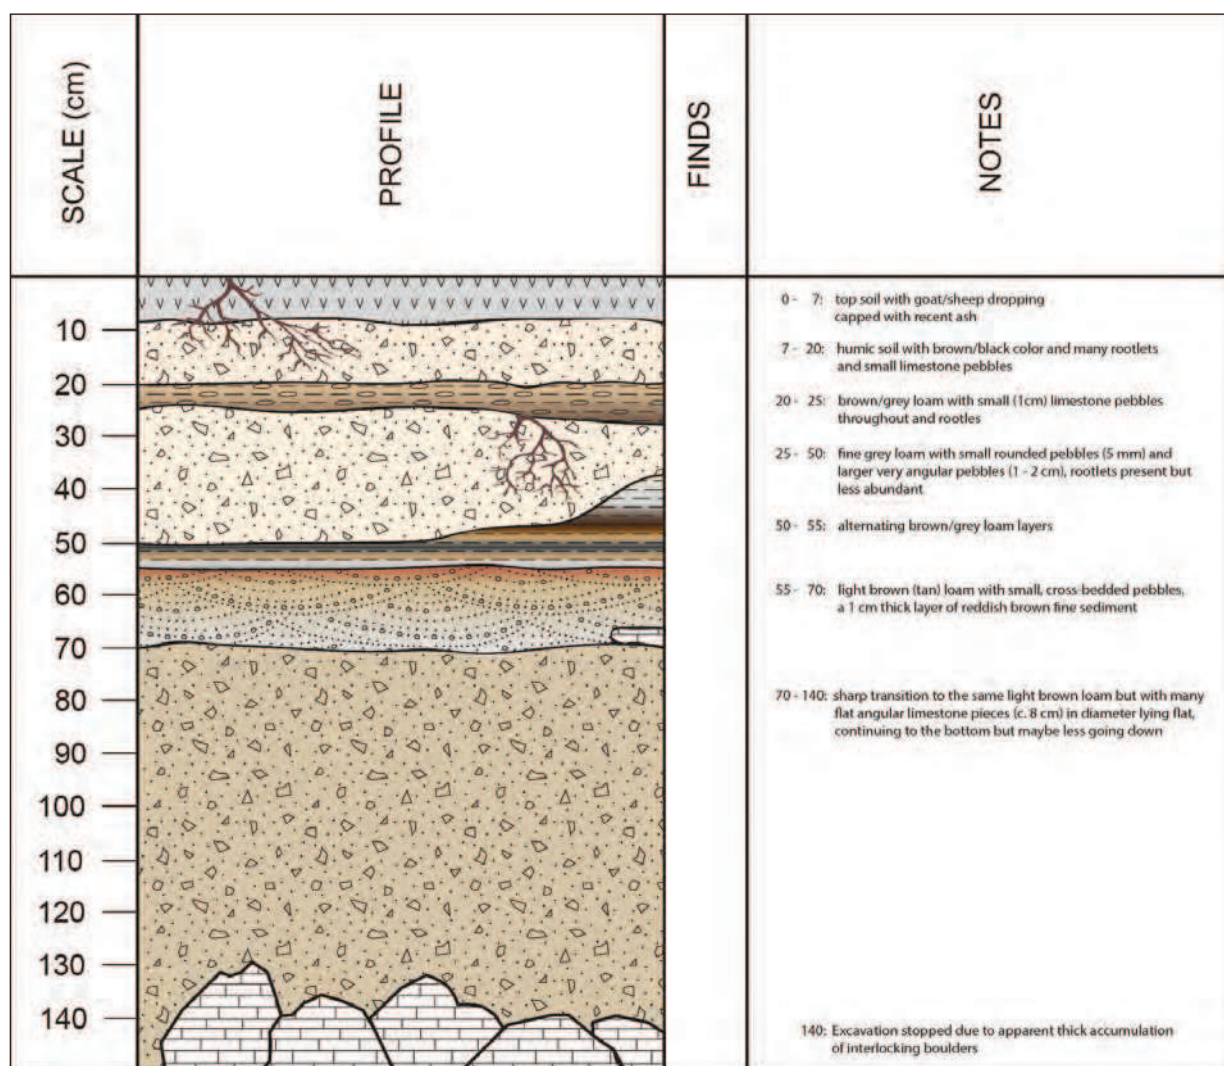 SCALE (cm)
PROFILE
FINDS
NOTES
10
20
30
40
50
60
70
80
90
100
110
120
130
140
0 - 7: top soil with goat/sheep dropping
capped with recent ash
7 - 20: humic soil with brown/black color and many rootlets
and small limestone pebbles
20 - 25: brown/grey loam with small (1cm) limestone pebbles
throughout and rootles
25 - 50: fine grey loam with small rounded pebbles (5 mm) and
larger very angular pebbles (1 - 2 cm), rootlets present but
less abundant
50 - 55: alternating brown/grey loam layers
55 - 70: light brown (tan) loam with small, cross-bedded pebbles,
a 1 cm thick layer of reddish brown fine sediment
70 - 140: sharp transition to the same light brown loam but with many
flat angular limestone pieces (c. 8 cm) in diameter lying flat,
continuing to the bottom but maybe less going down
140: Excavation stopped due to apparent thick accumulation
of interlocking boulders